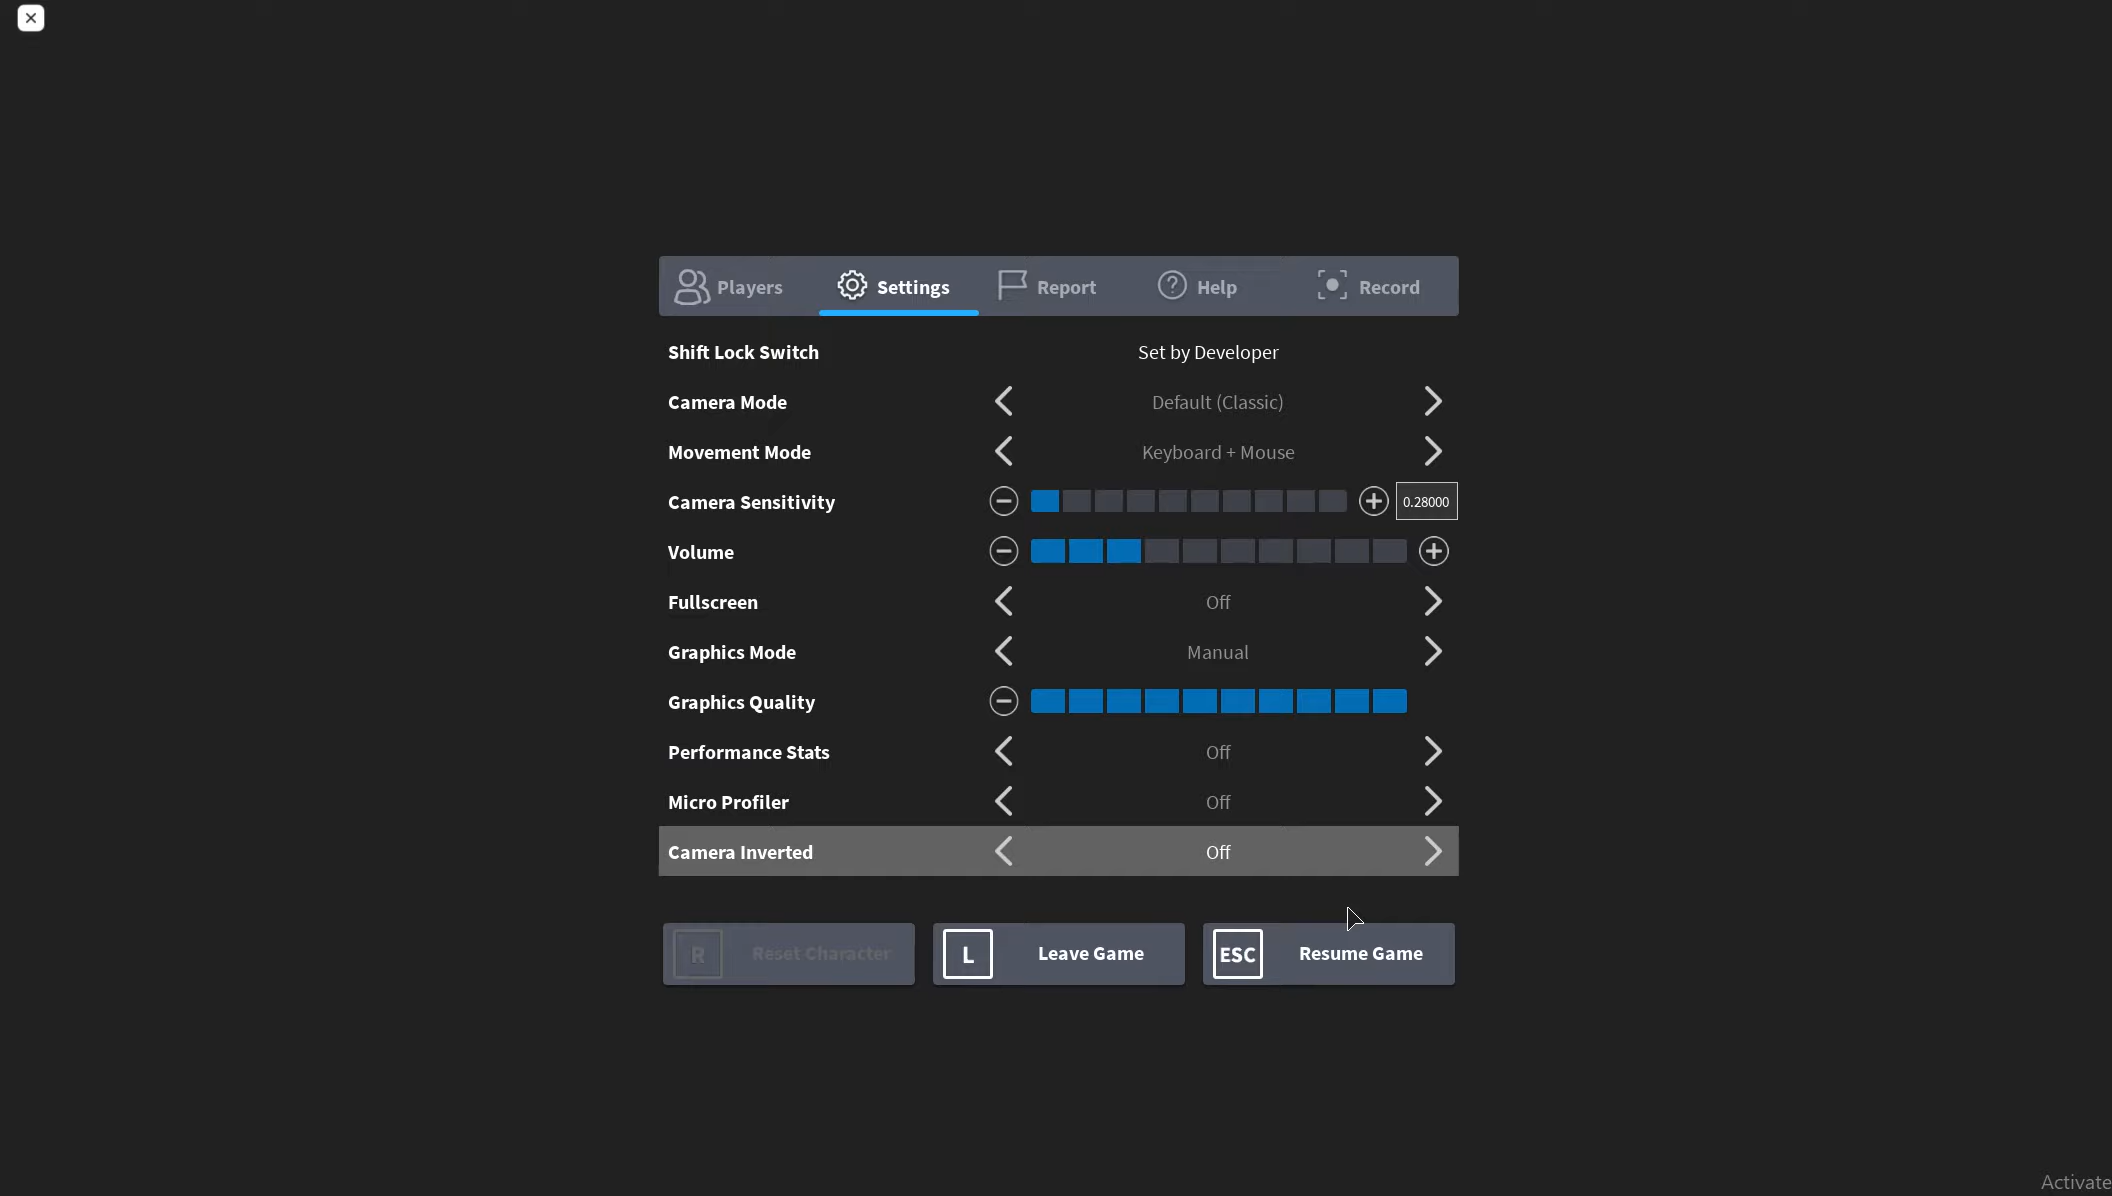 Players Settings Report Help Record
Shift Lock Switch Set by Developer
Camera Mode Default (Classic)
Movement Mode Keyboard + Mouse
Camera Sensitivity 0.28000
Volume
Fullscreen Off
Graphics Mode Manual
Graphics Quality
Performance Stats Off
Micro Profiler Off
Camera Inverted Off
R Reset Character L Leave Game ESC Resume Game
Activate